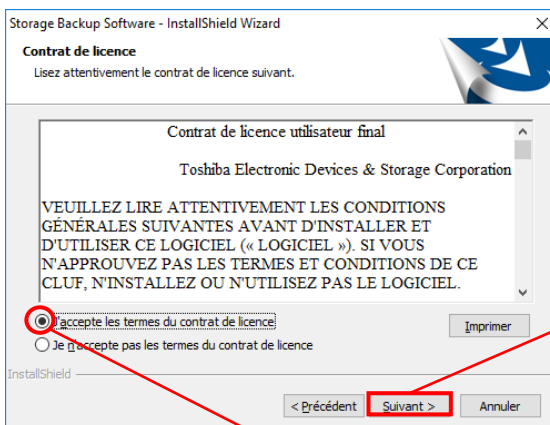 Storage Backup Software - InstallShield Wizard
Contrat de licence
Lisez attentivement le contrat de licence suivant.
Contrat de licence utilisateur final
Toshiba Electronic Devices & Storage Corporation
VEUILLEZ LIRE ATTENTIVEMENT LES CONDITIONS
GÉNÉRALES SUIVANTES AVANT D'INSTALLER ET
D'UTILISER CE LOGICIEL (« LOGICIEL »). SI VOUS
N'APPROUVEZ PAS LES TERMES ET CONDITIONS DE CE
CLUF, N'INSTALLEZ OU N'UTILISEZ PAS LE LOGICIEL.
J'accepte les termes du contrat de licence
Imprimer
Je n'accepte pas les termes du contrat de licence
InstallShield
< Précédent Suivant > Annuler